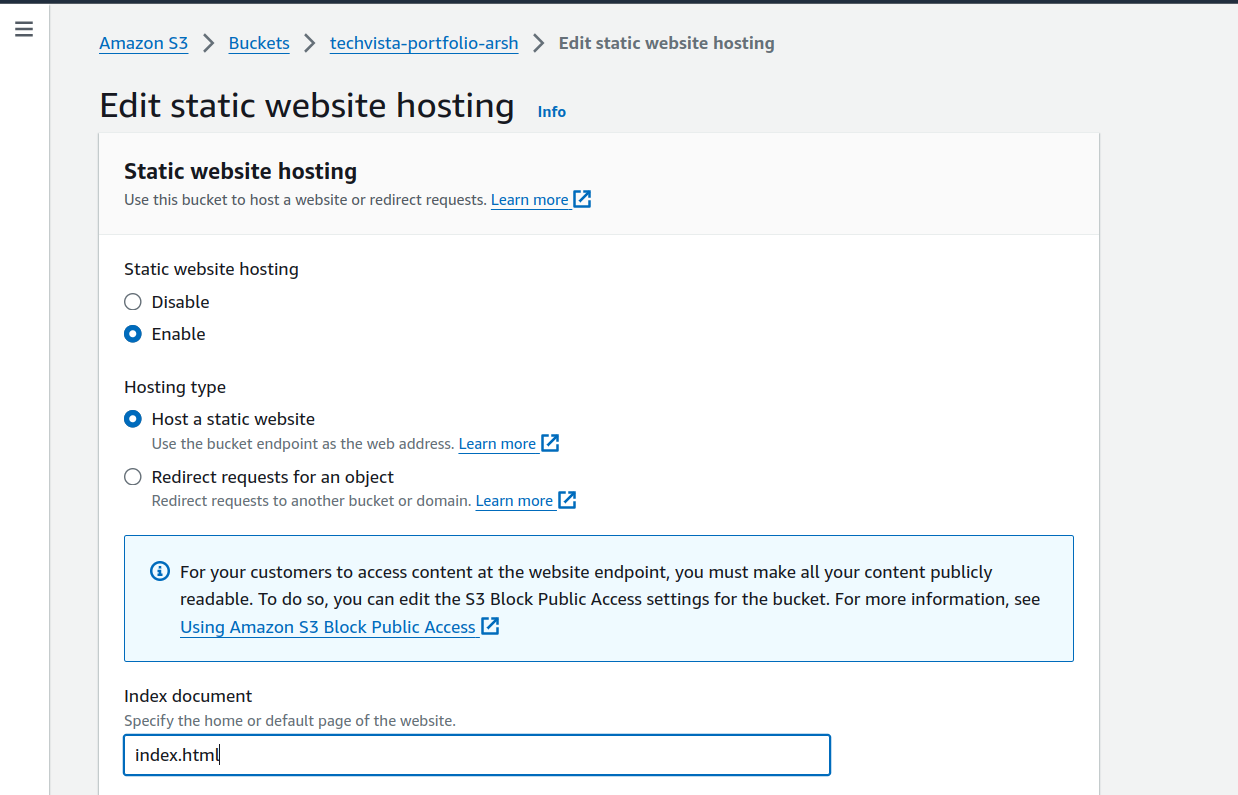 Amazon S3 > Buckets > techvista-portfolio-arsh > Edit static website hosting
Edit static website hosting Info
Static website hosting
Use this bucket to host a website or redirect requests. Learn more
Static website hosting
Disable
Enable
Hosting type
Host a static website
Use the bucket endpoint as the web address. Learn more
Redirect requests for an object
Redirect requests to another bucket or domain. Learn more
For your customers to access content at the website endpoint, you must make all your content publicly
readable. To do so, you can edit the S3 Block Public Access settings for the bucket. For more information, see
Using Amazon S3 Block Public Access
Index document
Specify the home or default page of the website.
index.html